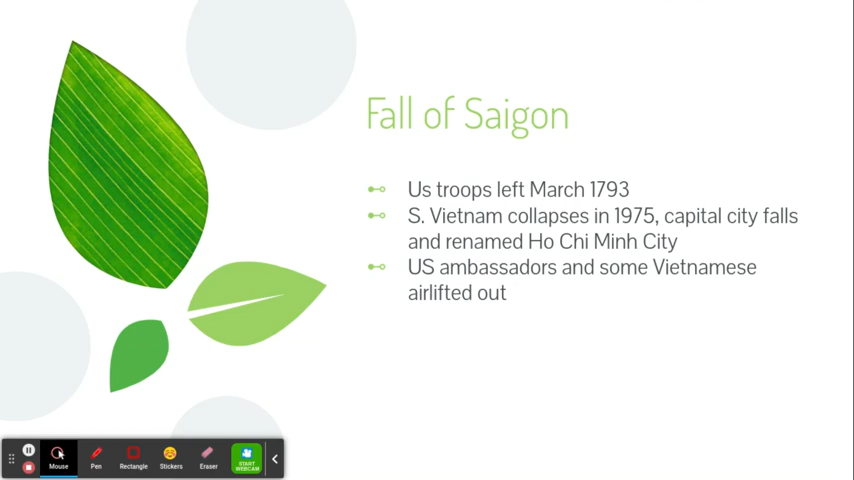 Fall of Saigon
Us troops left March 1793
S. Vietnam collapses in 1975, capital city falls
and renamed Ho Chi Minh City
US ambassadors and some Vietnamese
airlifted out
Mouse
Pen
Rectangle
Stickers
Eraser
START
WEBCAM